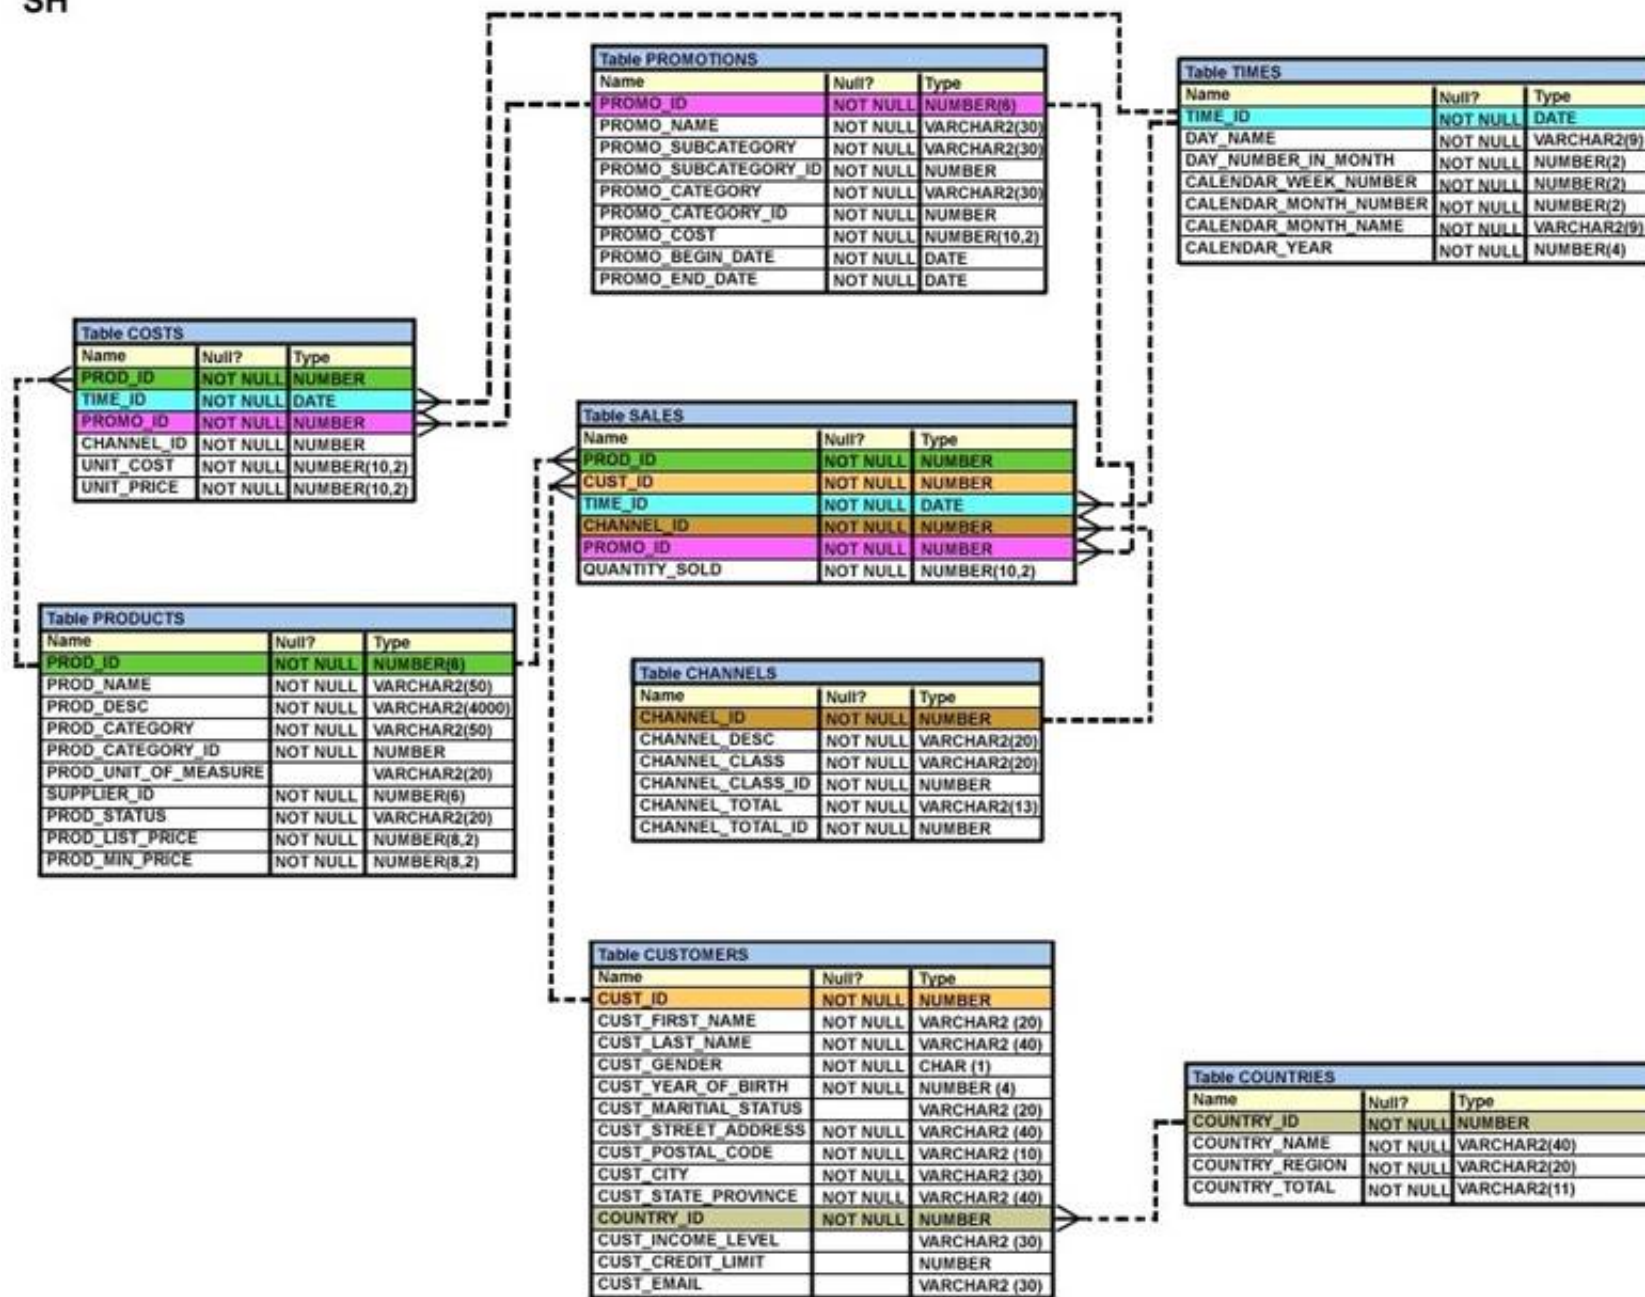 SH
Table PROMOTIONS
Name Null? Type
PROMO_ID NOT NULL NUMBER(6)
PROMO_NAME NOT NULL VARCHAR2(30)
PROMO_SUBCATEGORY NOT NULL VARCHAR2(30)
PROMO_SUBCATEGORY_ID NOT NULL NUMBER
PROMO_CATEGORY NOT NULL VARCHAR2(30)
PROMO_CATEGORY_ID NOT NULL NUMBER
PROMO_COST NOT NULL NUMBER(10,2)
PROMO_BEGIN_DATE NOT NULL DATE
PROMO_END_DATE NOT NULL DATE
Table TIMES
Name Null? Type
TIME_ID NOT NULL DATE
DAY_NAME NOT NULL VARCHAR2(9)
DAY_NUMBER_IN_MONTH NOT NULL NUMBER(2)
CALENDAR_WEEK_NUMBER NOT NULL NUMBER(2)
CALENDAR_MONTH_NUMBER NOT NULL NUMBER(2)
CALENDAR_MONTH_NAME NOT NULL VARCHAR2(9)
CALENDAR_YEAR NOT NULL NUMBER(4)
Table COSTS
Name Null? Type
PROD_ID NOT NULL NUMBER
TIME_ID NOT NULL DATE
PROMO_ID NOT NULL NUMBER
CHANNEL_ID NOT NULL NUMBER
UNIT_COST NOT NULL NUMBER(10,2)
UNIT_PRICE NOT NULL NUMBER(10,2)
Table SALES
Name Null? Type
PROD_ID NOT NULL NUMBER
CUST_ID NOT NULL NUMBER
TIME_ID NOT NULL DATE
CHANNEL_ID NOT NULL NUMBER
PROMO_ID NOT NULL NUMBER
QUANTITY_SOLD NOT NULL NUMBER(10,2)
Table PRODUCTS
Name Null? Type
PROD_ID NOT NULL NUMBER(6)
PROD_NAME NOT NULL VARCHAR2(50)
PROD_DESC NOT NULL VARCHAR2(4000)
PROD_CATEGORY NOT NULL VARCHAR2(50)
PROD_CATEGORY_ID NOT NULL NUMBER
PROD_UNIT_OF_MEASURE VARCHAR2(20)
SUPPLIER_ID NOT NULL NUMBER(6)
PROD_STATUS NOT NULL VARCHAR2(20)
PROD_LIST_PRICE NOT NULL NUMBER(8,2)
PROD_MIN_PRICE NOT NULL NUMBER(8,2)
Table CHANNELS
Name Null? Type
CHANNEL_ID NOT NULL NUMBER
CHANNEL_DESC NOT NULL VARCHAR2(20)
CHANNEL_CLASS NOT NULL VARCHAR2(20)
CHANNEL_CLASS_ID NOT NULL NUMBER
CHANNEL_TOTAL NOT NULL VARCHAR2(13)
CHANNEL_TOTAL_ID NOT NULL NUMBER
Table CUSTOMERS
Name Null? Type
CUST_ID NOT NULL NUMBER
CUST_FIRST_NAME NOT NULL VARCHAR2 (20)
CUST_LAST_NAME NOT NULL VARCHAR2 (40)
CUST_GENDER NOT NULL CHAR (1)
CUST_YEAR_OF_BIRTH NOT NULL NUMBER (4)
CUST_MARITIAL_STATUS VARCHAR2 (20)
CUST_STREET_ADDRESS NOT NULL VARCHAR2 (40)
CUST_POSTAL_CODE NOT NULL VARCHAR2 (10)
CUST_CITY NOT NULL VARCHAR2 (30)
CUST_STATE_PROVINCE NOT NULL VARCHAR2 (40)
COUNTRY_ID NOT NULL NUMBER
CUST_INCOME_LEVEL VARCHAR2 (30)
CUST_CREDIT_LIMIT NUMBER
CUST_EMAIL VARCHAR2 (30)
Table COUNTRIES
Name Null? Type
COUNTRY_ID NOT NULL NUMBER
COUNTRY_NAME NOT NULL VARCHAR2(40)
COUNTRY_REGION NOT NULL VARCHAR2(20)
COUNTRY_TOTAL NOT NULL VARCHAR2(11)